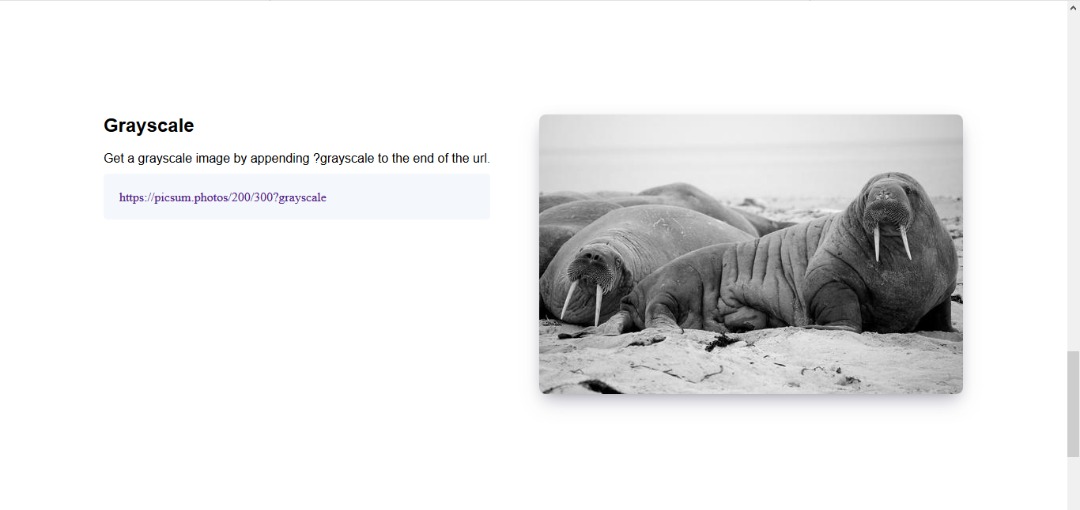 Grayscale
Get a grayscale image by appending ?grayscale to the end of the url.
https://picsum.photos/200/300?grayscale